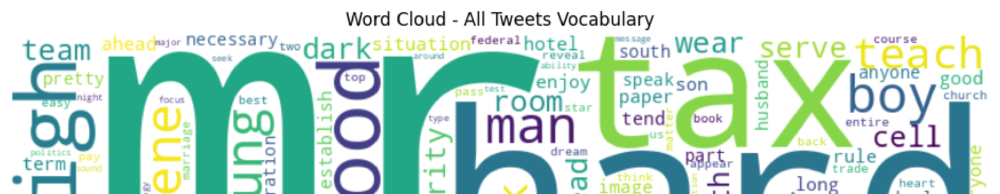 Word Cloud - All Tweets Vocabulary
team
ahead
major
necessary
two
dark
situation
federal
hotel
message
south
wear
serve
course
teach
seek
around
reveal
ability
tax
mr
pretty
top
enjoy
speak
son
husband
anyone
good
boy
night
easy
focus
best
establish
pass
test
room
star
paper
church
type
man
tend
matter
book
entire
us
cell
marriage
back
politics
term
pay
sound
dream
part
appear
rule
trade
think
image
long
heart